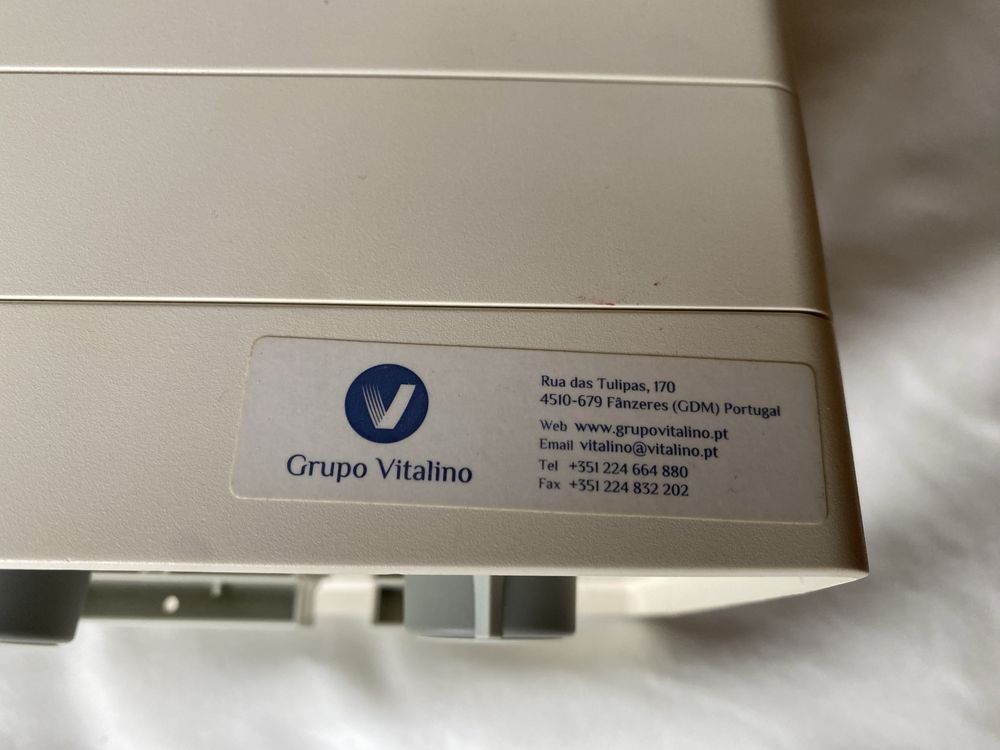 Grupo Vitalino
Rua das Tulipas, 170
4510-679 Fânzeres (GDM) Portugal
Web www.grupovitalino.pt
Email vitalino@vitalino.pt
Tel +351 224 664 880
Fax +351 224 832 202